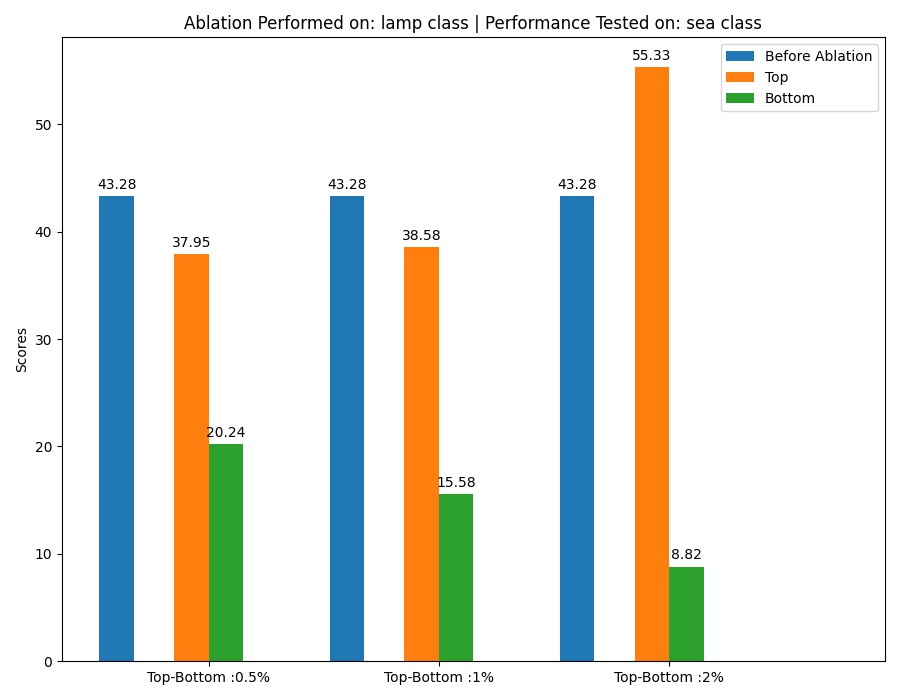 Ablation Performed on: lamp class | Performance Tested on: sea class
Before Ablation
Top
Bottom
Scores
50
40
30
20
10
0
43.28
37.95
20.24
43.28
38.58
15.58
43.28
55.33
8.82
Top-Bottom :0.5%
Top-Bottom :1%
Top-Bottom :2%